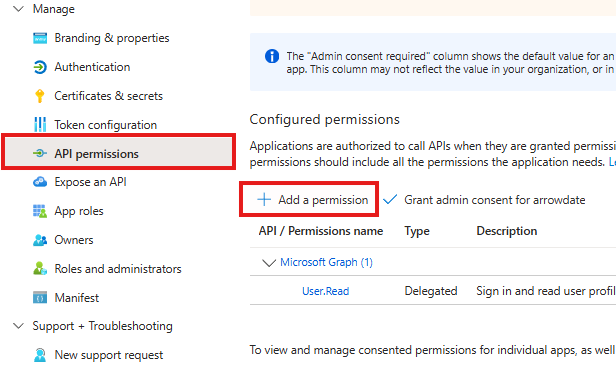 Manage
Branding & properties
Authentication
Certificates & secrets
Token configuration
API permissions
Expose an API
App roles
Owners
Roles and administrators
Manifest
Support + Troubleshooting
New support request
The "Admin consent required" column shows the default value for an
app. This column may not reflect the value in your organization, or in
Configured permissions
Applications are authorized to call APIs when they are granted
permissions should include all the permissions the application needs.
Add a permission
Grant admin consent for arrowdate
API / Permissions name Type Description
Microsoft Graph (1)
User.Read Delegated Sign in and read user
To view and manage consented permissions for individual apps, as well